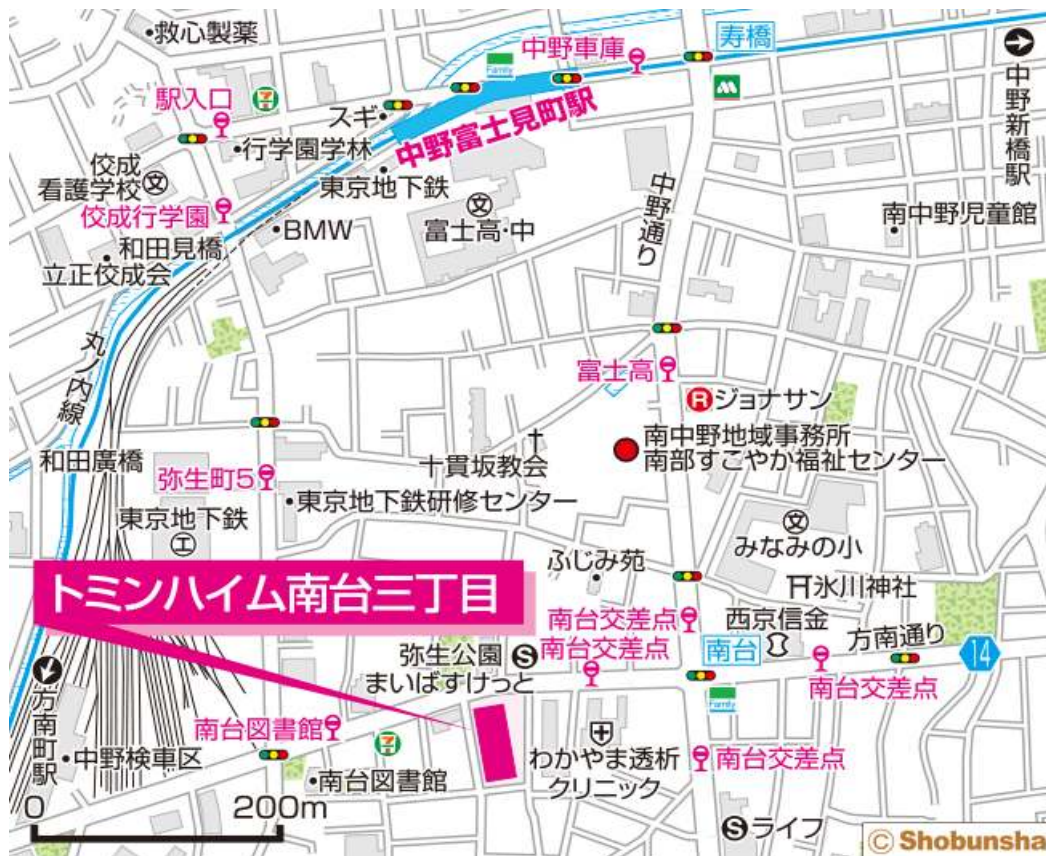 救心製薬
中野車庫
寿橋
Family
駅入口
スギ
中野富士見町駅
中野新橋駅
行学園学林
佼成
看護学校
文
東京地下鉄
中野通り
佼成行学園
BMW
文
富士高・中
南中野児童館
和田見橋
立正佼成会
丸ノ内線
富士高
R ジョナサン
和田廣橋
十貫坂教会
南中野地域事務所
南部すこやか福祉センター
弥生町5
東京地下鉄研修センター
東京地下鉄
工
文
みなみの小
ふじみ苑
氷川神社
トミンハイム南台三丁目
南台交差点
西京信金
南台交差点
南台
方南通り
14
弥生公園
S
まいばすけっと
南台交差点
Family
方南町駅
南台図書館
7
中野検車区
南台図書館
わかやま透析
クリニック
南台交差点
0
200m
S ライフ
© Shobunsha